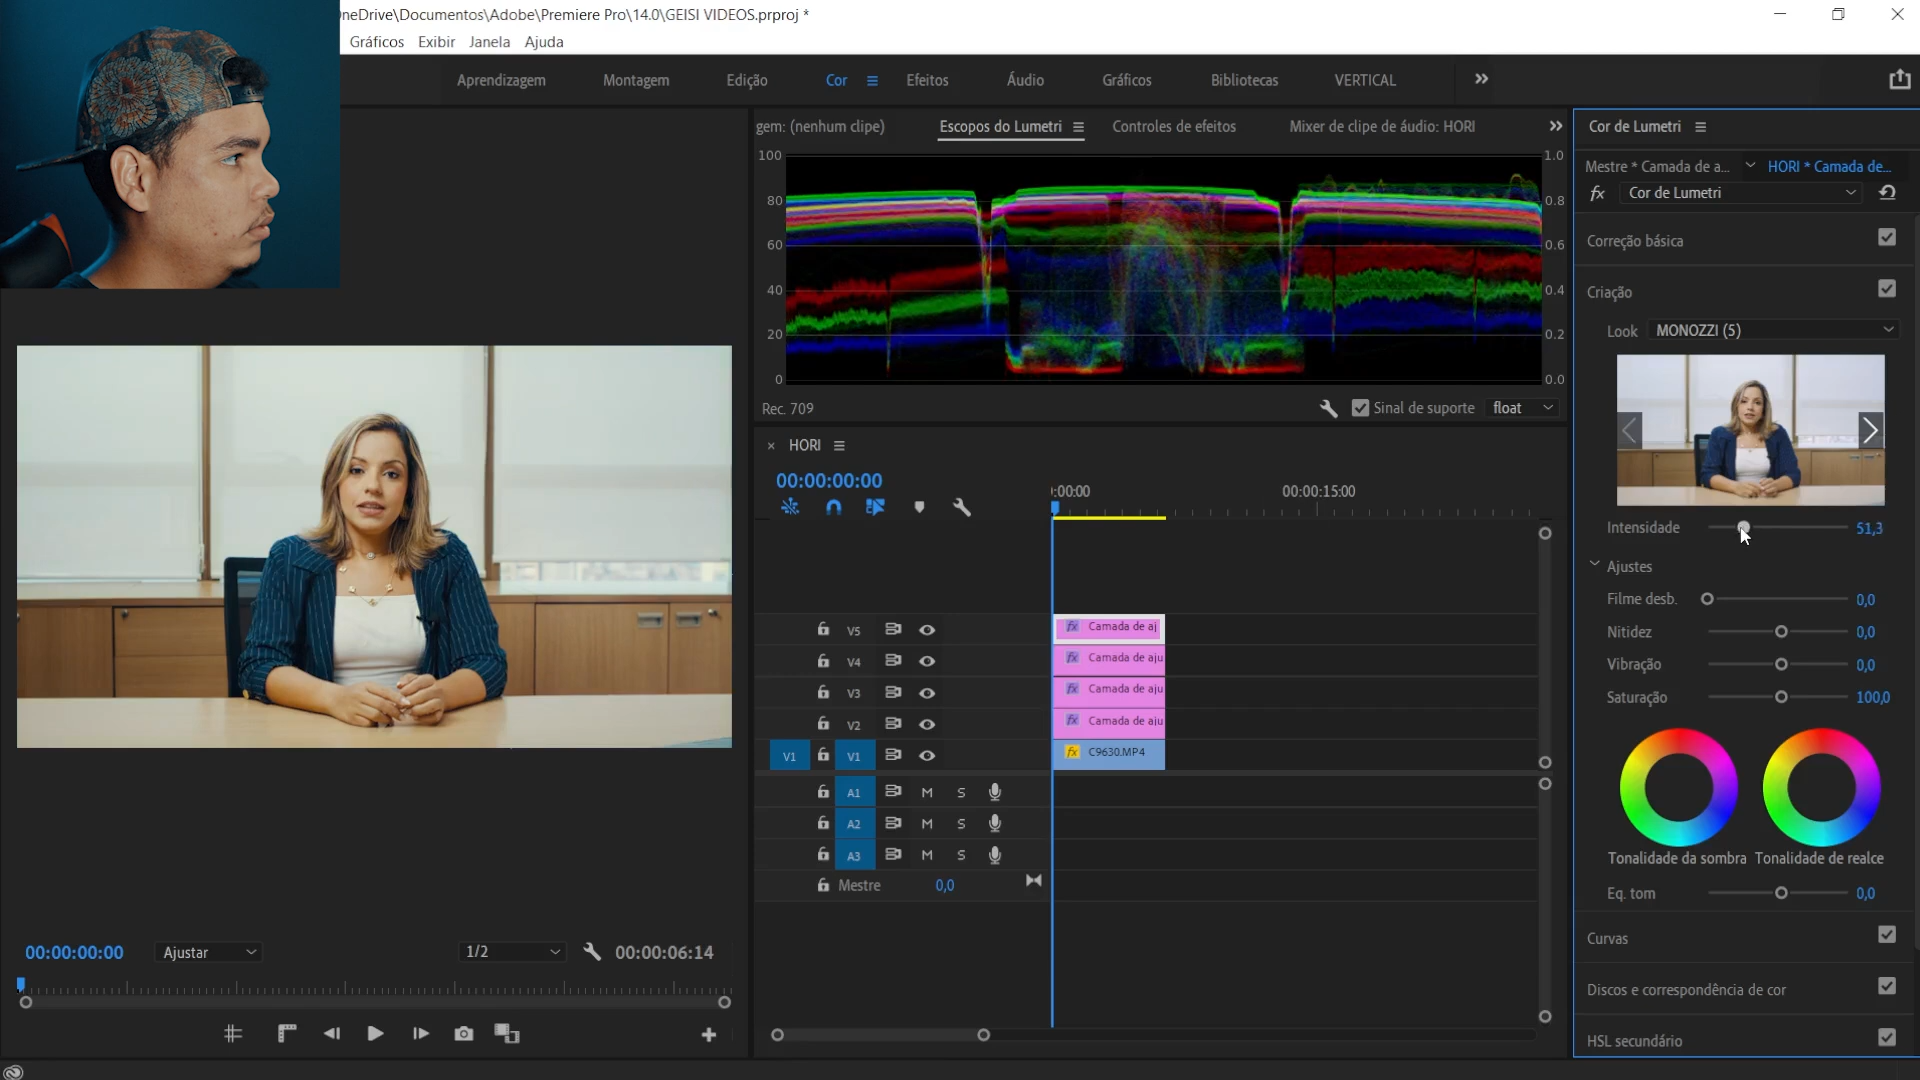 OneDrive\Documentos\Adobe\Premiere Pro\14.0\GEISI VIDEOS.prproj *
Gráficos Exibir Janela Ajuda
Aprendizagem Montagem Edição Cor Efeitos Áudio Gráficos Bibliotecas VERTICAL
gem: (nenhum clipe) Escopos do Lumetri Controles de efeitos Mixer de clipe de áudio: HORI
100 1.0
80 0.8
60 0.6
40 0.4
20 0.2
0 0.0
Rec. 709 Sinal de suporte float
HORI
00:00:00:00
:00:00 00:00:15:00
V5 fx Camada de aj
V4 fx Camada de aju
V3 fx Camada de aju
V2 fx Camada de aju
V1 V1 fx C9630.MP4
A1 M S
A2 M S
A3 M S
Mestre 0,0
00:00:00:00 Ajustar 1/2 00:00:06:14
Cor de Lumetri
Mestre * Camada de a... HORI * Camada de...
fx Cor de Lumetri
Correção básica
Criação
Look MONOZZI (5)
Intensidade 51,3
Ajustes
Filme desb. 0,0
Nitidez 0,0
Vibração 0,0
Saturação 100,0
Tonalidade da sombra Tonalidade de realce
Eq. tom 0,0
Curvas
Discos e correspondência de cor
HSL secundário